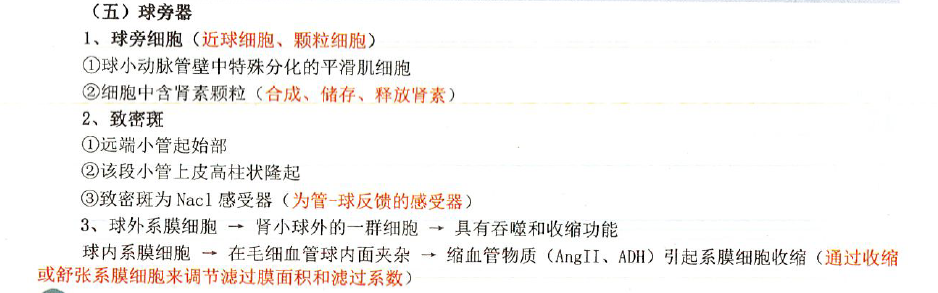 （五）球旁器
1、球旁细胞（近球细胞、颗粒细胞）
①球小动脉管壁中特殊分化的平滑肌细胞
②细胞中含肾素颗粒（合成、储存、释放肾素）
2、致密斑
①远端小管起始部
②该段小管上皮高柱状隆起
③致密斑为 Nacl 感受器（为管-球反馈的感受器）
3、球外系膜细胞 → 肾小球外的一群细胞 → 具有吞噬和收缩功能
球内系膜细胞 → 在毛细血管球内面夹杂 → 缩血管物质（AngII、ADH）引起系膜细胞收缩（通过收缩
或舒张系膜细胞来调节滤过膜面积和滤过系数）